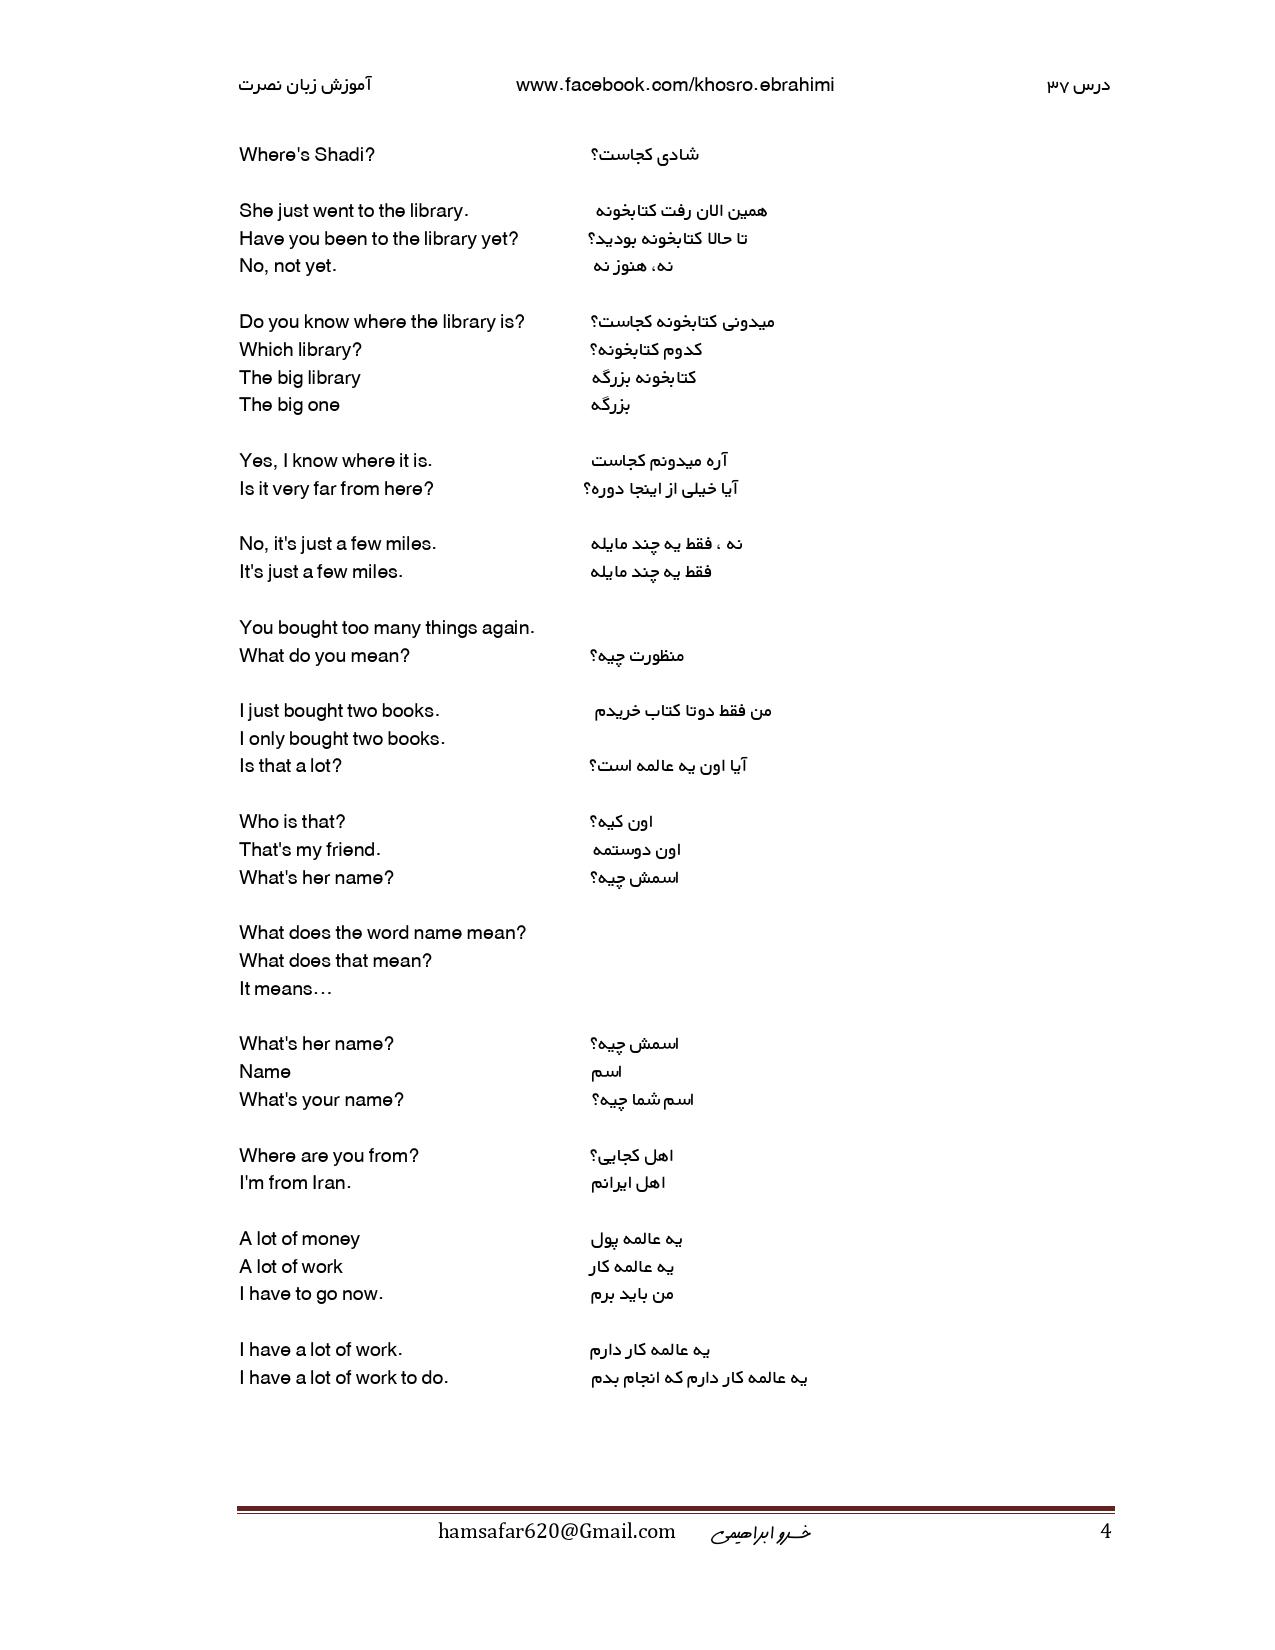 آموزش زبان نصرت www.facebook.com/khosro.ebrahimi درس ۳۷
Where's Shadi? شادی کجاست؟
She just went to the library. همین الان رفت کتابخونه
Have you been to the library yet? تا حالا کتابخونه بودید؟
No, not yet. نه، هنوز نه
Do you know where the library is? میدونی کتابخونه کجاست؟
Which library? کدوم کتابخونه؟
The big library کتابخونه بزرگه
The big one بزرگه
Yes, I know where it is. آره میدونم کجاست
Is it very far from here? آیا خیلی از اینجا دوره؟
No, it's just a few miles. نه ، فقط یه چند مایله
It's just a few miles. فقط یه چند مایله
You bought too many things again.
What do you mean? منظورت چیه؟
I just bought two books. من فقط دوتا کتاب خریدم
I only bought two books.
Is that a lot? آیا اون یه عالمه است؟
Who is that? اون کیه؟
That's my friend. اون دوستمه
What's her name? اسمش چیه؟
What does the word name mean?
What does that mean?
It means...
What's her name? اسمش چیه؟
Name اسم
What's your name? اسم شما چیه؟
Where are you from? اهل کجایی؟
I'm from Iran. اهل ایرانم
A lot of money یه عالمه پول
A lot of work یه عالمه کار
I have to go now. من باید برم
I have a lot of work. یه عالمه کار دارم
I have a lot of work to do. یه عالمه کار دارم که انجام بدم
hamsafar620@Gmail.com خسرو ابراهیمی 4